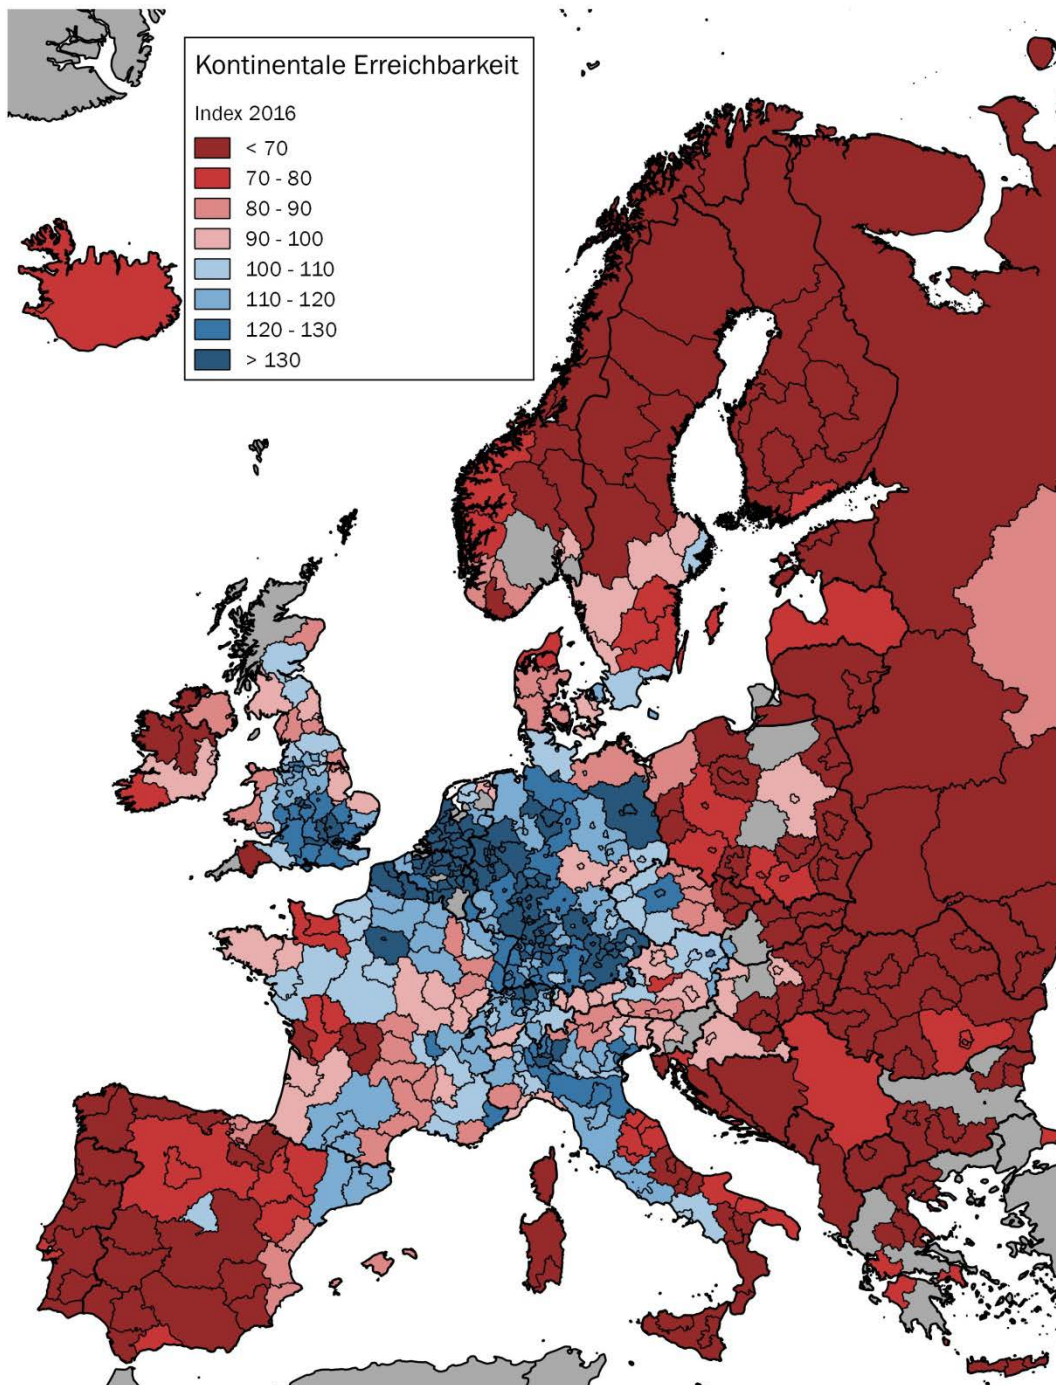 Kontinentale Erreichbarkeit
Index 2016
< 70
70 - 80
80 - 90
90 - 100
100 - 110
110 - 120
120 - 130
> 130